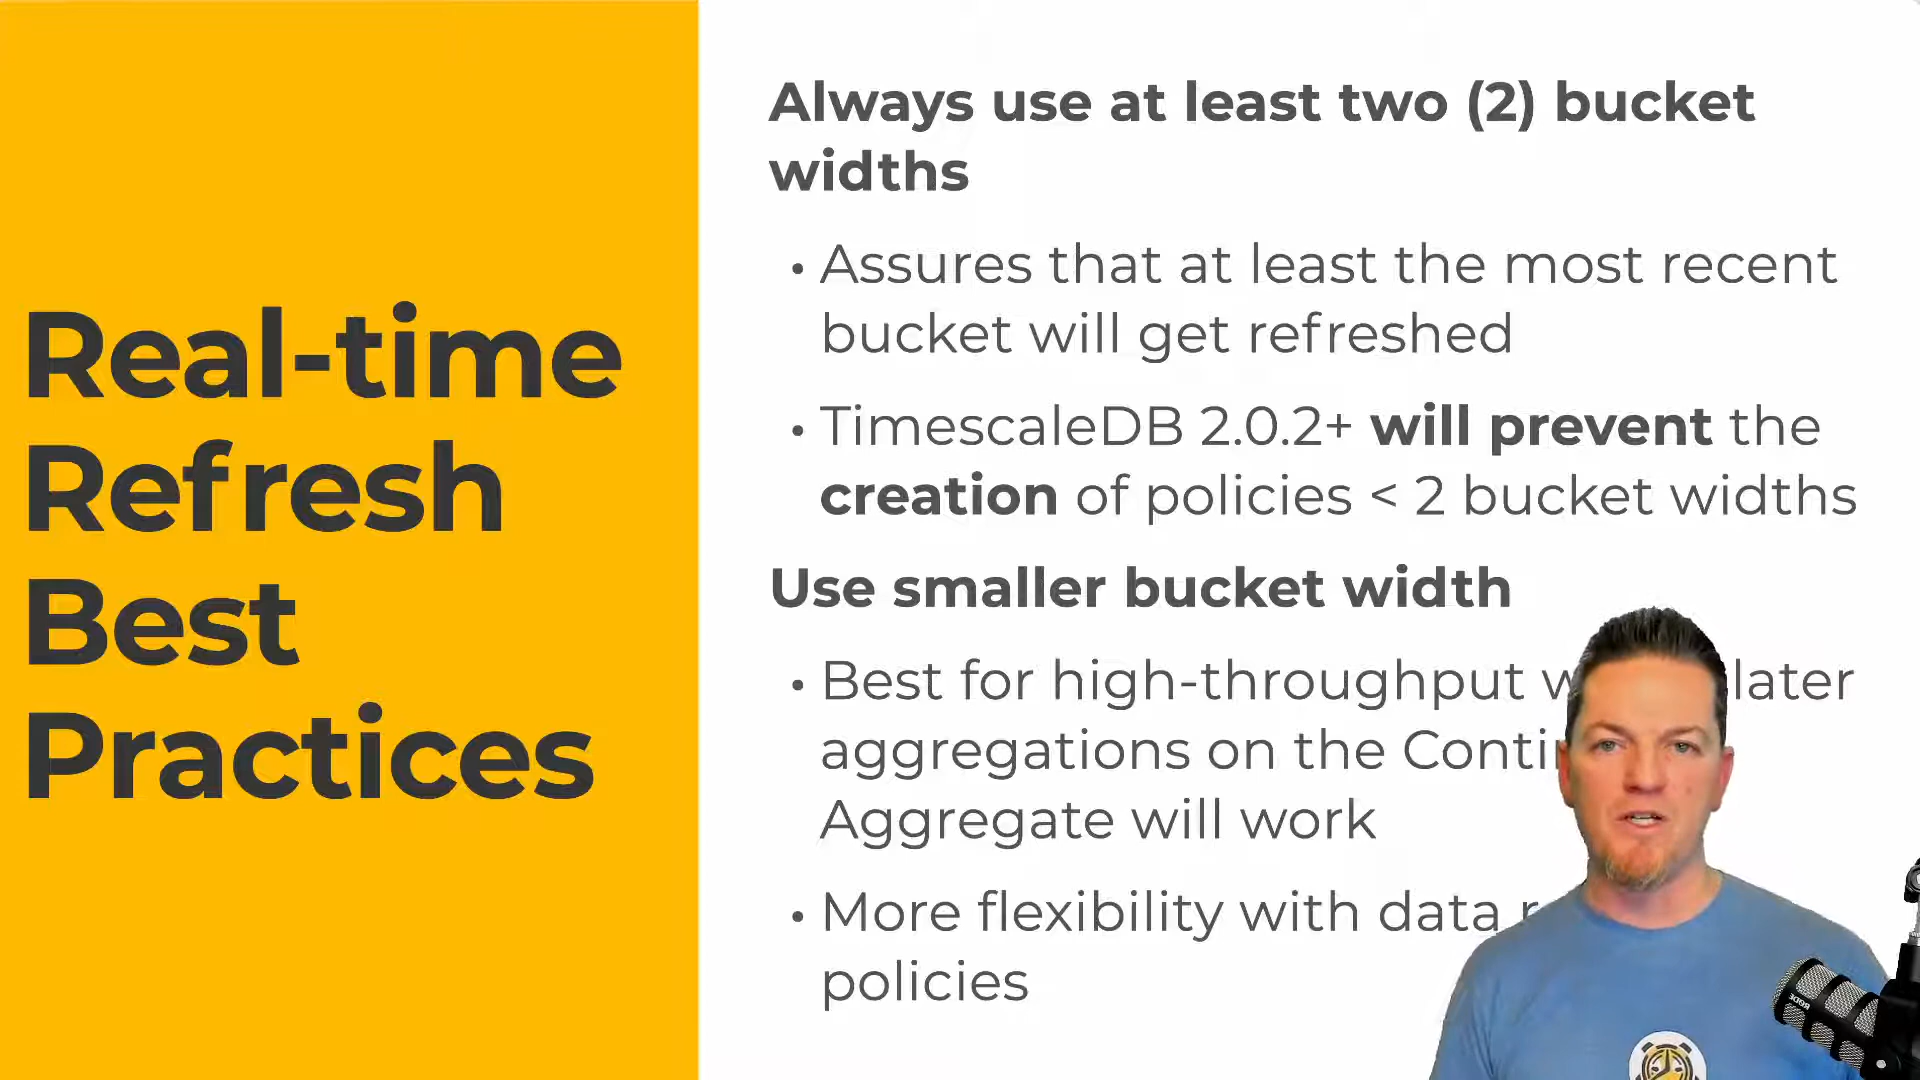 Real-time
Refresh
Best
Practices
Always use at least two (2) bucket
widths
• Assures that at least the most recent
bucket will get refreshed
• TimescaleDB 2.0.2+ will prevent the
creation of policies < 2 bucket widths
Use smaller bucket width
• Best for high-throughput later
aggregations on the
Aggregate will work
• More flexibility with data
policies
RODE